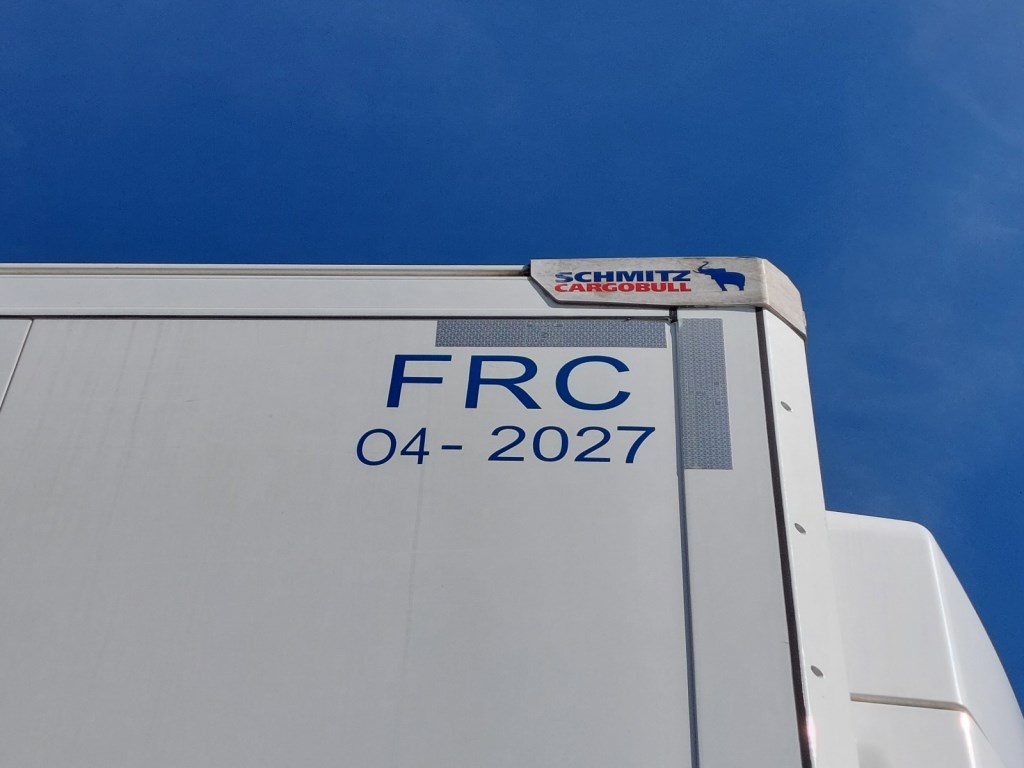 SCHMITZ
CARGOBULL
FRC
04- 2027